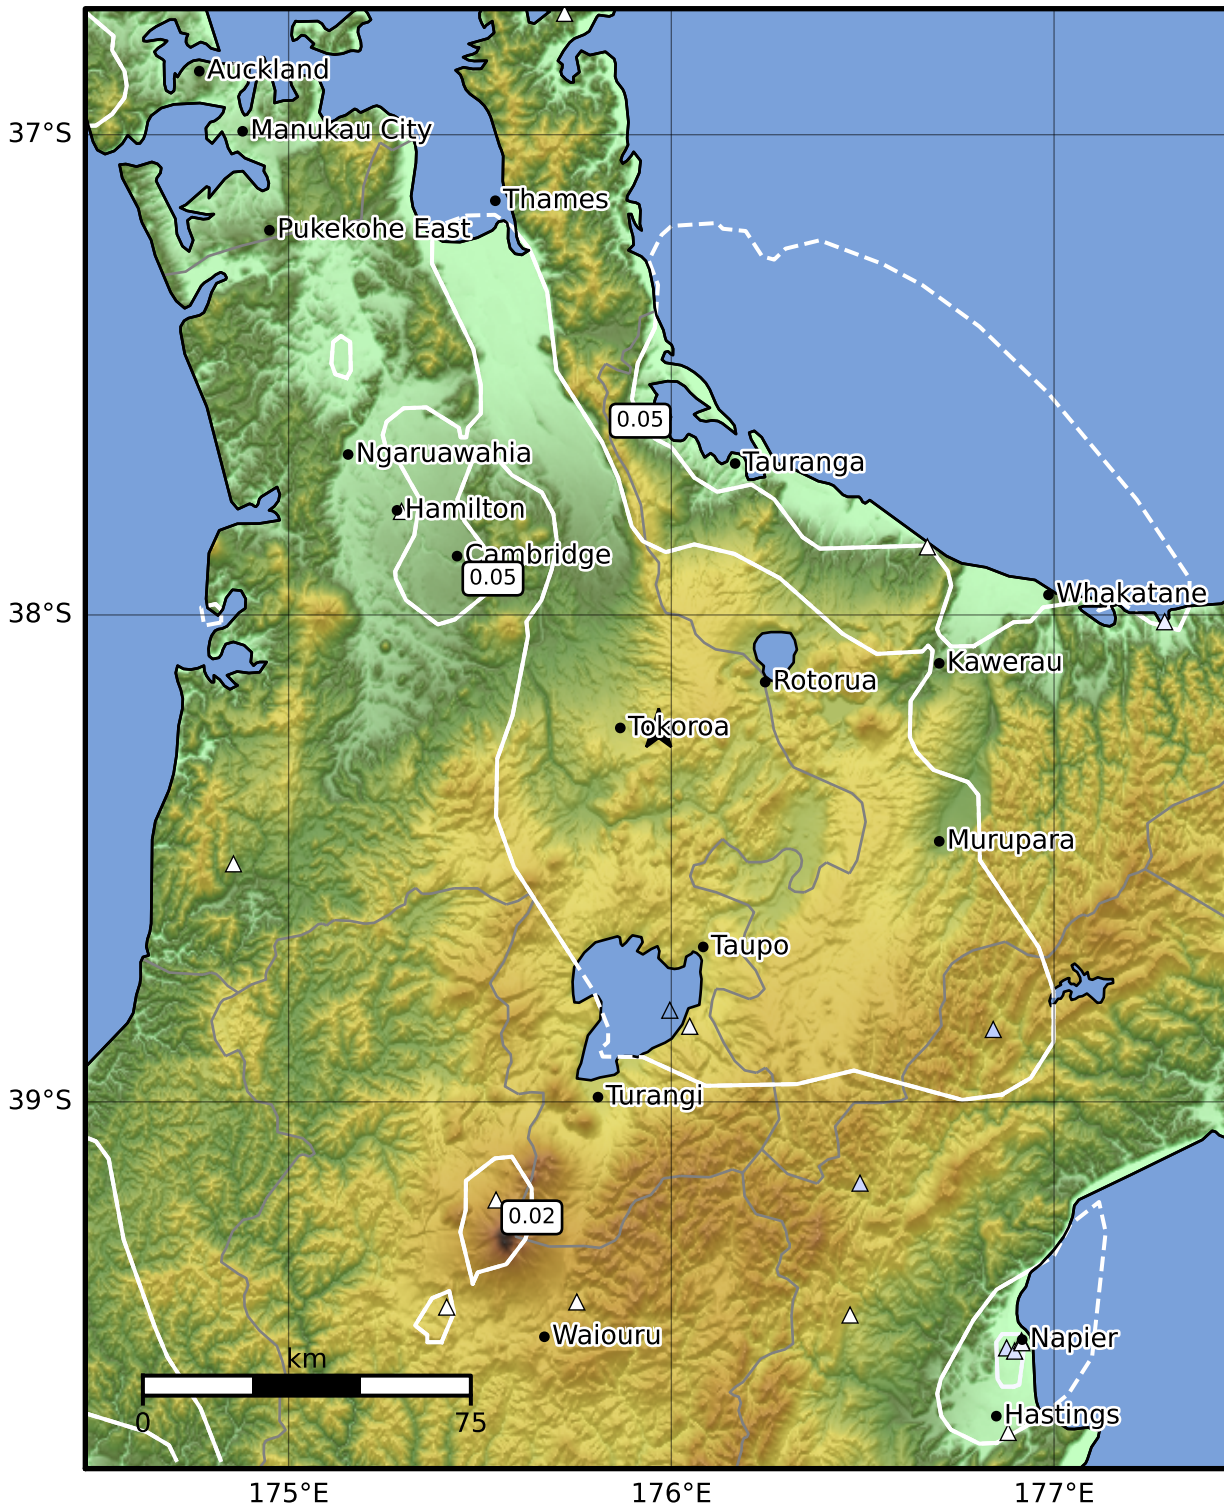 Auckland
37°S
Manukau City
Thames
Pukekohe East
0.05
Ngaruawahia
Tauranga
Hamilton
Cambridge
0.05
Whakatane
38°S
Kawerau
Rotorua
Tokoroa
Murupara
Taupo
39°S
Turangi
0.02
Waiouru
Napier
km
0
75
Hastings
175°E
176°E
177°E